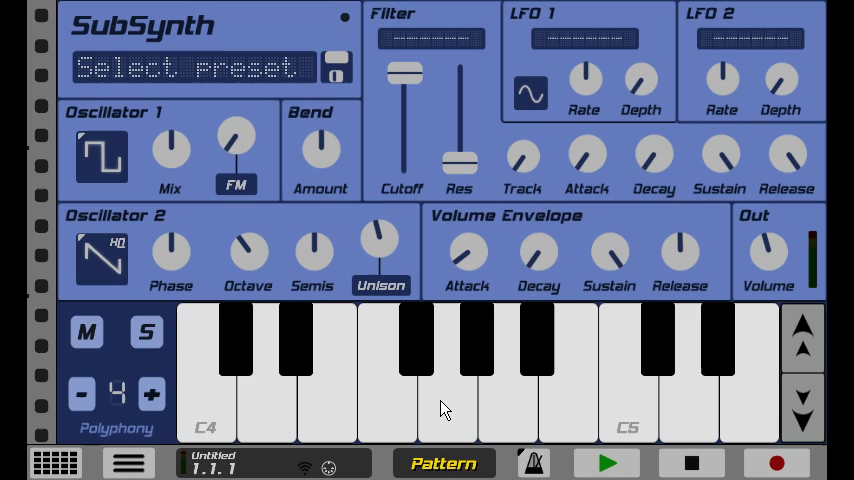 SubSynth
Select preset
Filter
LFO 1
LFO 2
Rate
Depth
Rate
Depth
Oscillator 1
Bend
Mix
FM
Amount
Cutoff
Res
Track
Attack
Decay
Sustain
Release
Oscillator 2
HQ
Phase
Octave
Semis
Unison
Volume Envelope
Attack
Decay
Sustain
Release
Out
Volume
M
S
- 4 +
Polyphony
C4
C5
Untitled
1.1.1
Pattern